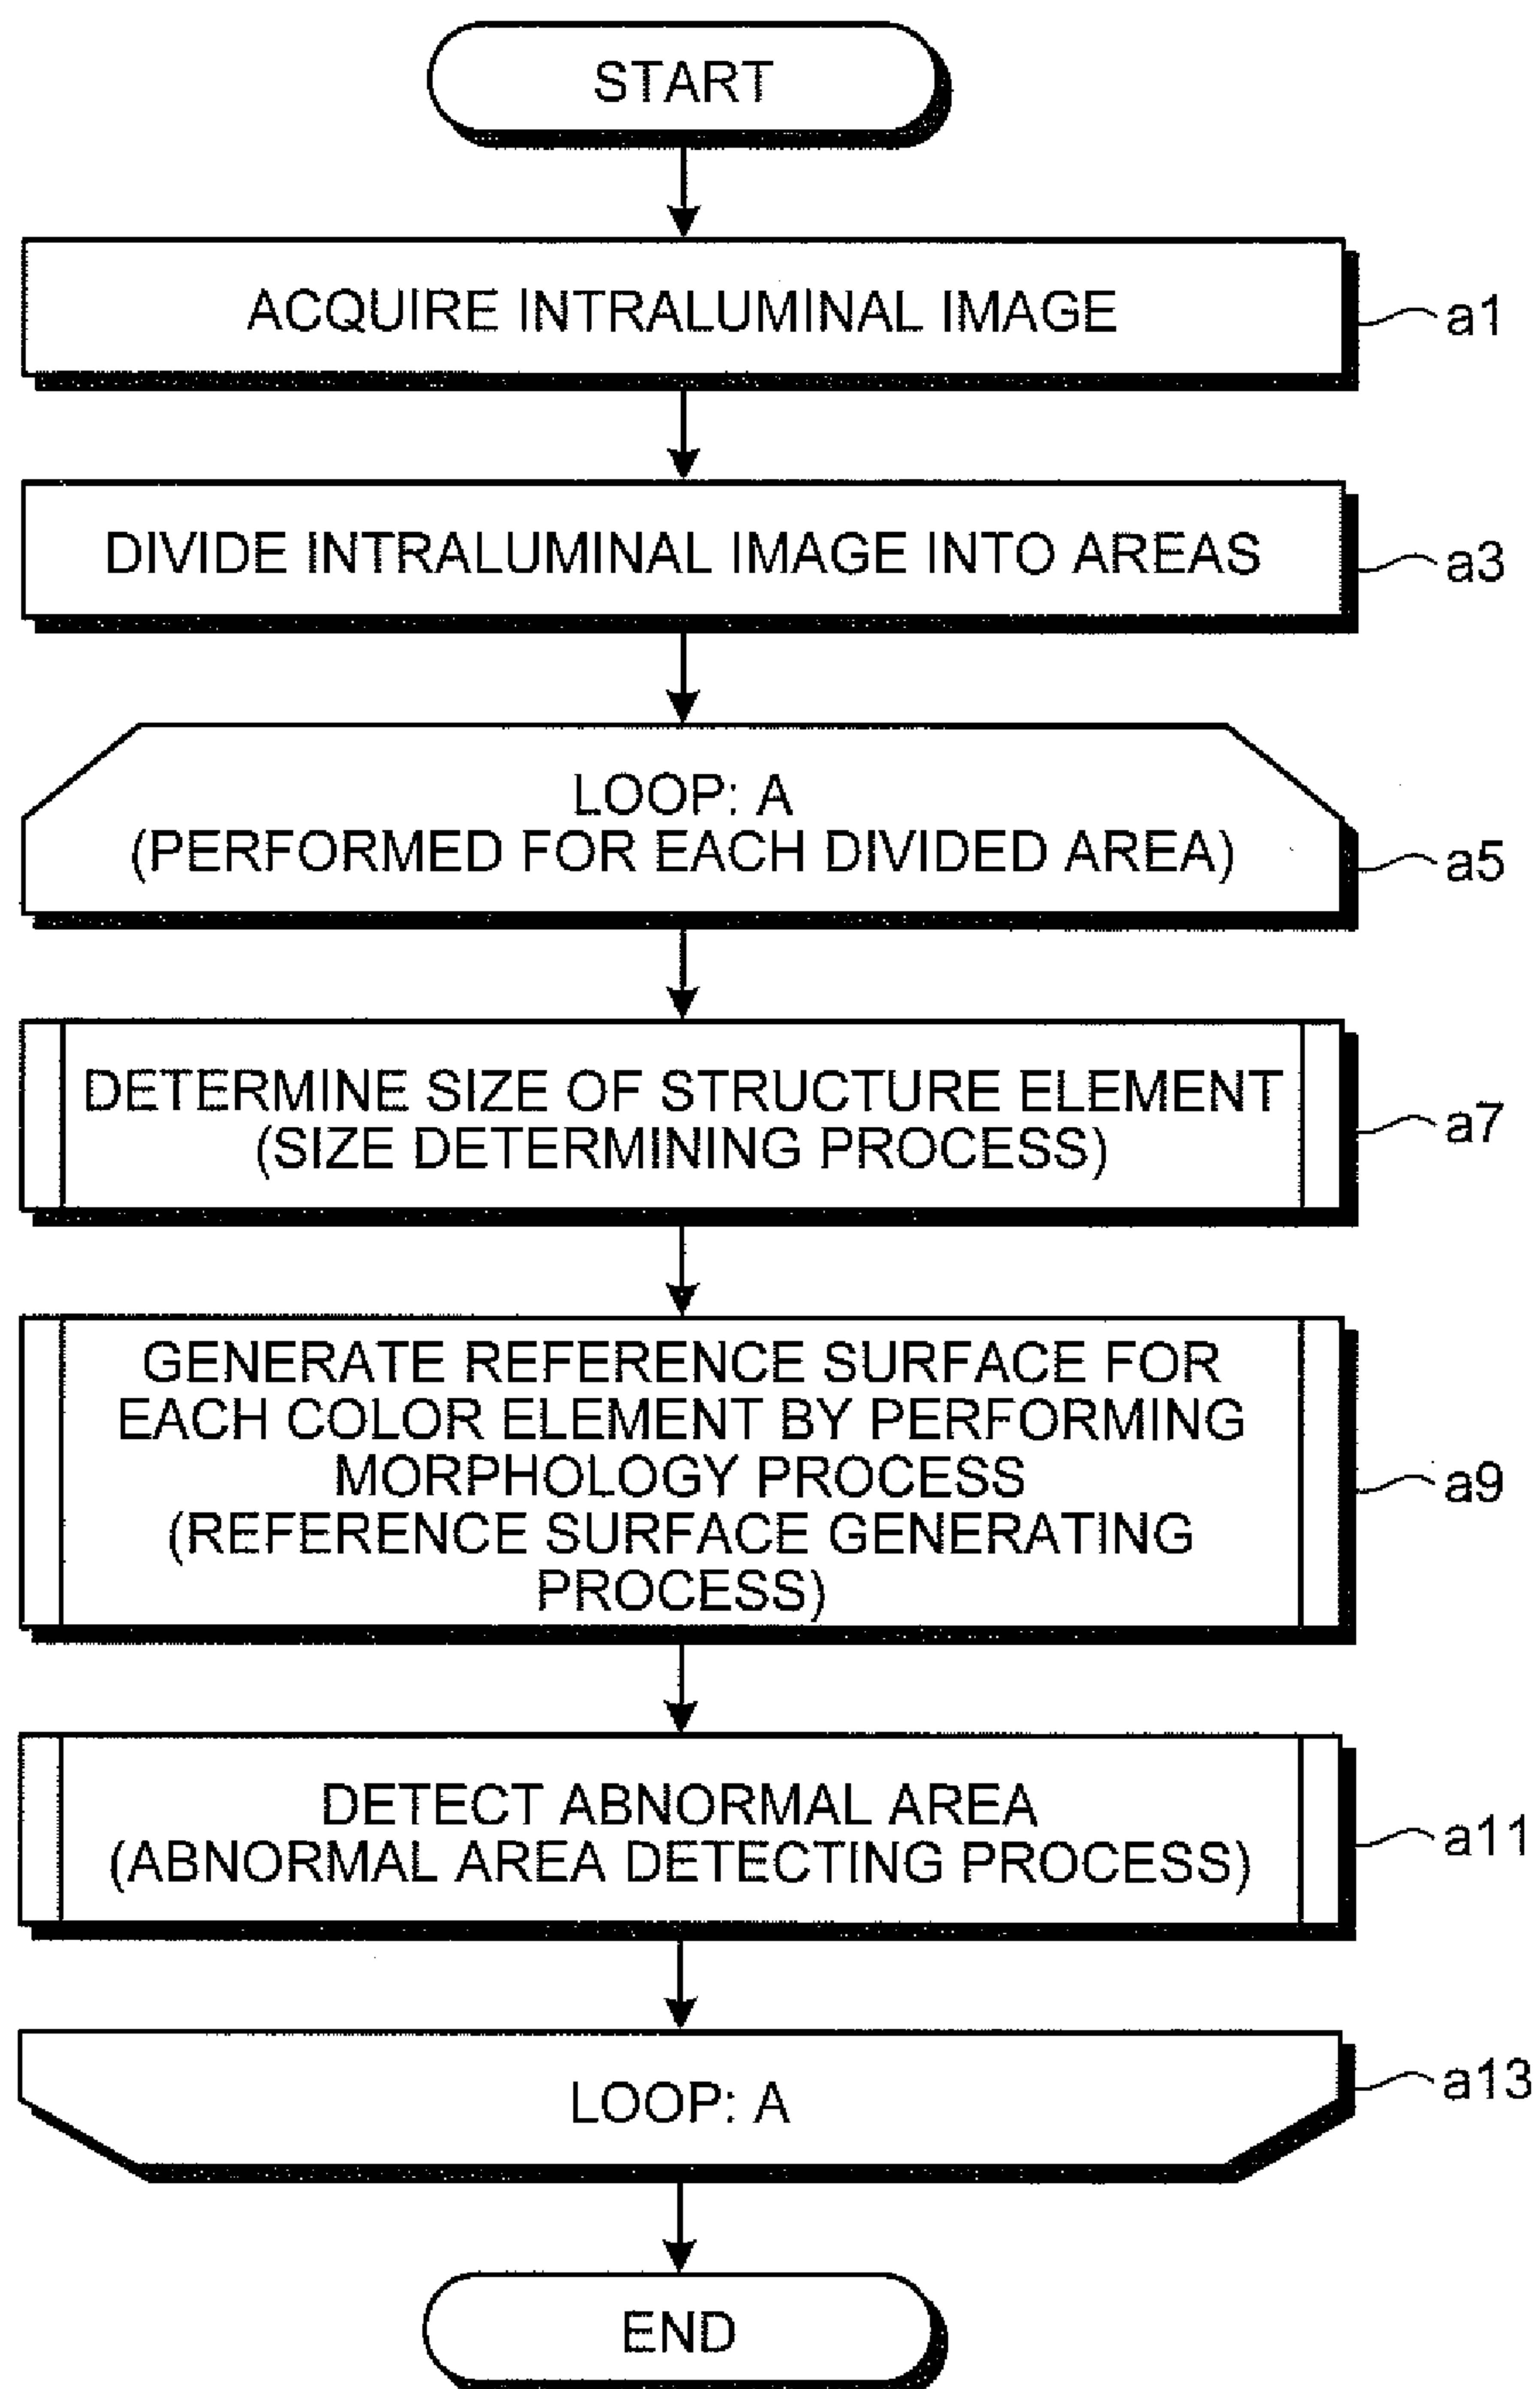 START
ACQUIRE INTRALUMINAL IMAGE
a1
DIVIDE INTRALUMINAL IMAGE INTO AREAS
a3
LOOP: A
(PERFORMED FOR EACH DIVIDED AREA)
a5
DETERMINE SIZE OF STRUCTURE ELEMENT
(SIZE DETERMINING PROCESS)
a7
GENERATE REFERENCE SURFACE FOR
EACH COLOR ELEMENT BY PERFORMING
MORPHOLOGY PROCESS
(REFERENCE SURFACE GENERATING
PROCESS)
a9
DETECT ABNORMAL AREA
(ABNORMAL AREA DETECTING PROCESS)
a11
LOOP: A
a13
END